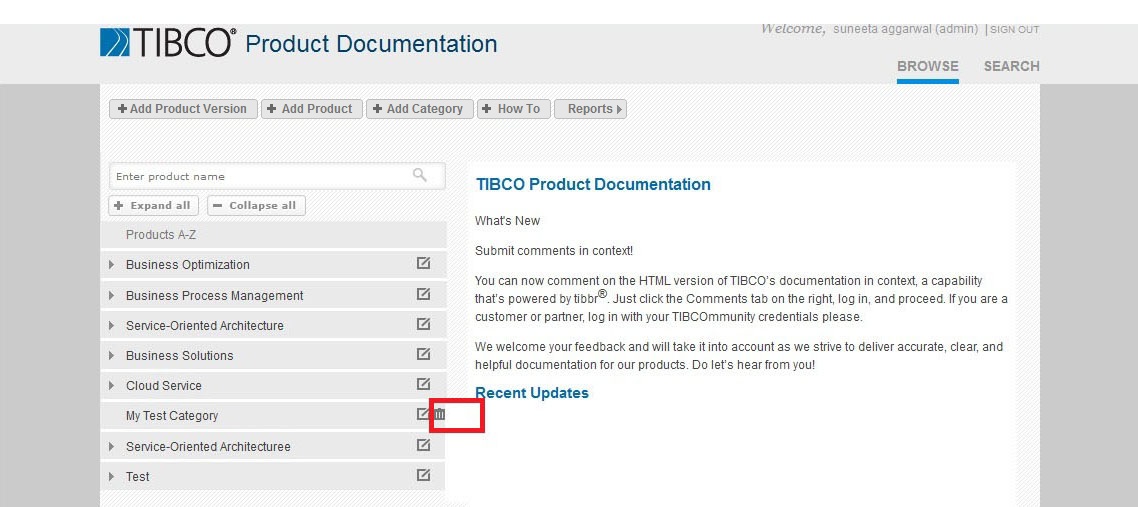 Welcome, suneeta aggarwal (admin) | SIGN OUT
TIBCO® Product Documentation
BROWSE SEARCH
Add Product Version Add Product Add Category How To Reports
Enter product name
Expand all Collapse all
Products A-Z
Business Optimization
Business Process Management
Service-Oriented Architecture
Business Solutions
Cloud Service
My Test Category
Service-Oriented Architecturee
Test
TIBCO Product Documentation
What's New
Submit comments in context!
You can now comment on the HTML version of TIBCO's documentation in context, a capability
that's powered by tibbr®. Just click the Comments tab on the right, log in, and proceed. If you are a
customer or partner, log in with your TIBCOmmunity credentials please.
We welcome your feedback and will take it into account as we strive to deliver accurate, clear, and
helpful documentation for our products. Do let's hear from you!
Recent Updates